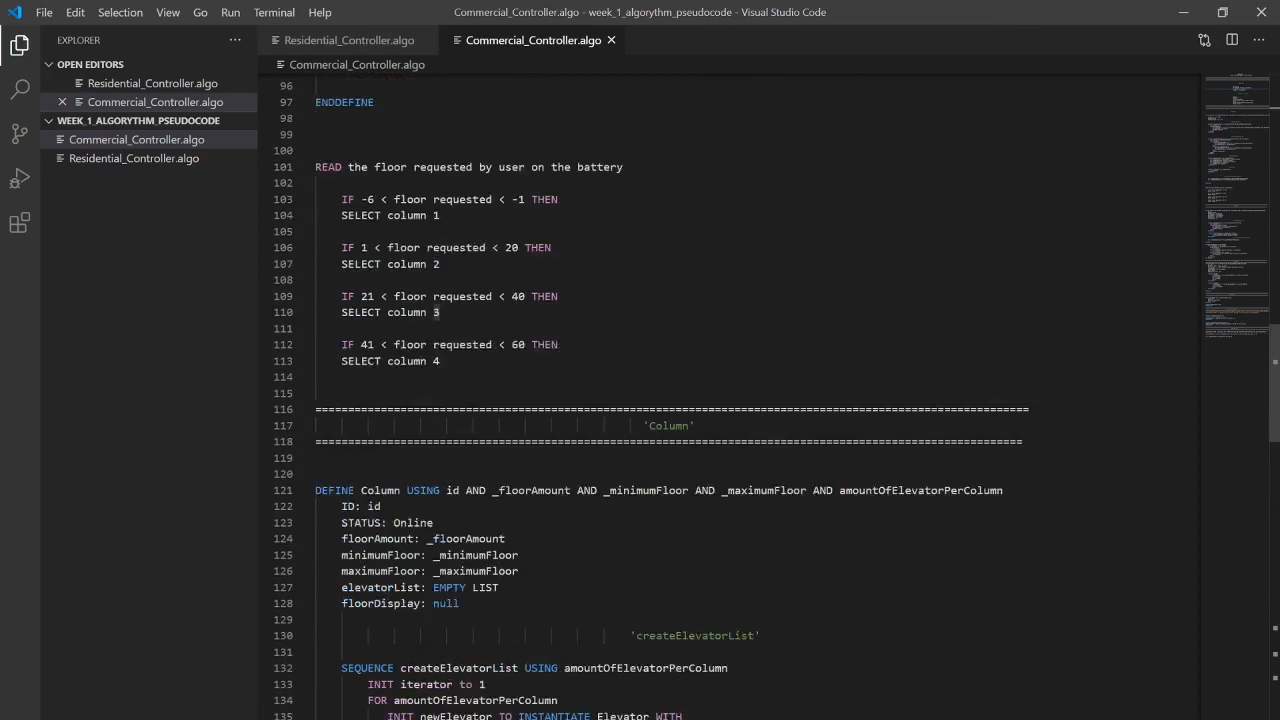 File Edit Selection View Go Run Terminal Help
Commercial_Controller.algo - week_1_algorythm_pseudocode - Visual Studio Code
EXPLORER
OPEN EDITORS
Residential_Controller.algo
Commercial_Controller.algo
WEEK_1_ALGORYTHM_PSEUDOCODE
Commercial_Controller.algo
Residential_Controller.algo
Residential_Controller.algo
Commercial_Controller.algo
Commercial_Controller.algo
96
97 ENDDEFINE
98
99
100
101 READ the floor requested by user on the battery
102
103 IF -6 < floor requested < -1 THEN
104 SELECT column 1
105
106 IF 1 < floor requested < 20 THEN
107 SELECT column 2
108
109 IF 21 < floor requested < 40 THEN
110 SELECT column 3
111
112 IF 41 < floor requested < 60 THEN
113 SELECT column 4
114
115
116 =============================================================================================================
117 'Column'
118 ============================================================================================================
119
120
121 DEFINE Column USING id AND _floorAmount AND _minimumFloor AND _maximumFloor AND amountOfElevatorPerColumn
122 ID: id
123 STATUS: Online
124 floorAmount: _floorAmount
125 minimumFloor: _minimumFloor
126 maximumFloor: _maximumFloor
127 elevatorList: EMPTY LIST
128 floorDisplay: null
129
130 'createElevatorList'
131
132 SEQUENCE createElevatorList USING amountOfElevatorPerColumn
133 INIT iterator to 1
134 FOR amountOfElevatorPerColumn
135 INIT newElevator TO INSTANTIATE Elevator WITH